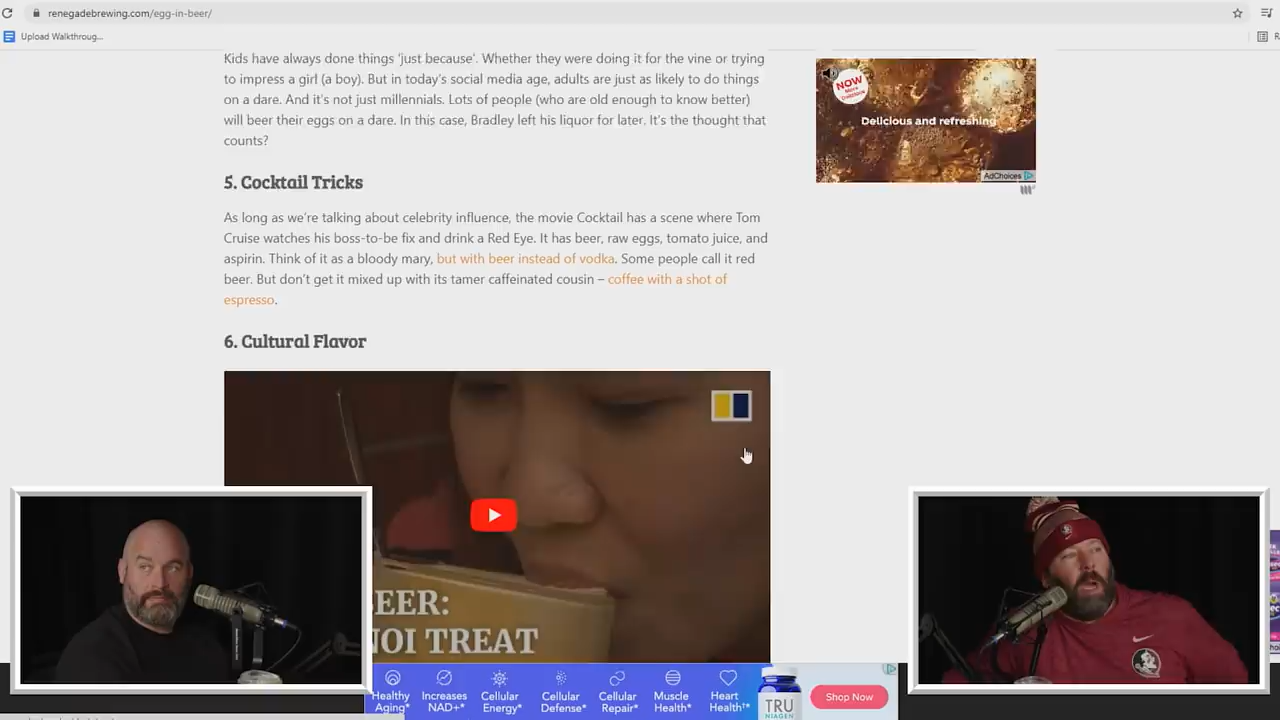 renegadebrewing.com/egg-in-beer/
Upload Walkthroug...
Kids have always done things 'just because'. Whether they were doing it for the vine or trying
to impress a girl (a boy). But in today's social media age, adults are just as likely to do things
on a dare. And it's not just millennials. Lots of people (who are old enough to know better)
will beer their eggs on a dare. In this case, Bradley left his liquor for later. It's the thought that
counts?
NOW
Delicious and refreshing
AdChoices
5. Cocktail Tricks
As long as we're talking about celebrity influence, the movie Cocktail has a scene where Tom
Cruise watches his boss-to-be fix and drink a Red Eye. It has beer, raw eggs, tomato juice, and
aspirin. Think of it as a bloody mary, but with beer instead of vodka. Some people call it red
beer. But don't get it mixed up with its tamer caffeinated cousin – coffee with a shot of
espresso.
6. Cultural Flavor
EER:
NOI TREAT
Healthy Aging*
Increases NAD+*
Cellular Energy*
Cellular Defense*
Cellular Repair*
Muscle Health*
Heart Health†*
TRU
NIAGEN
Shop Now